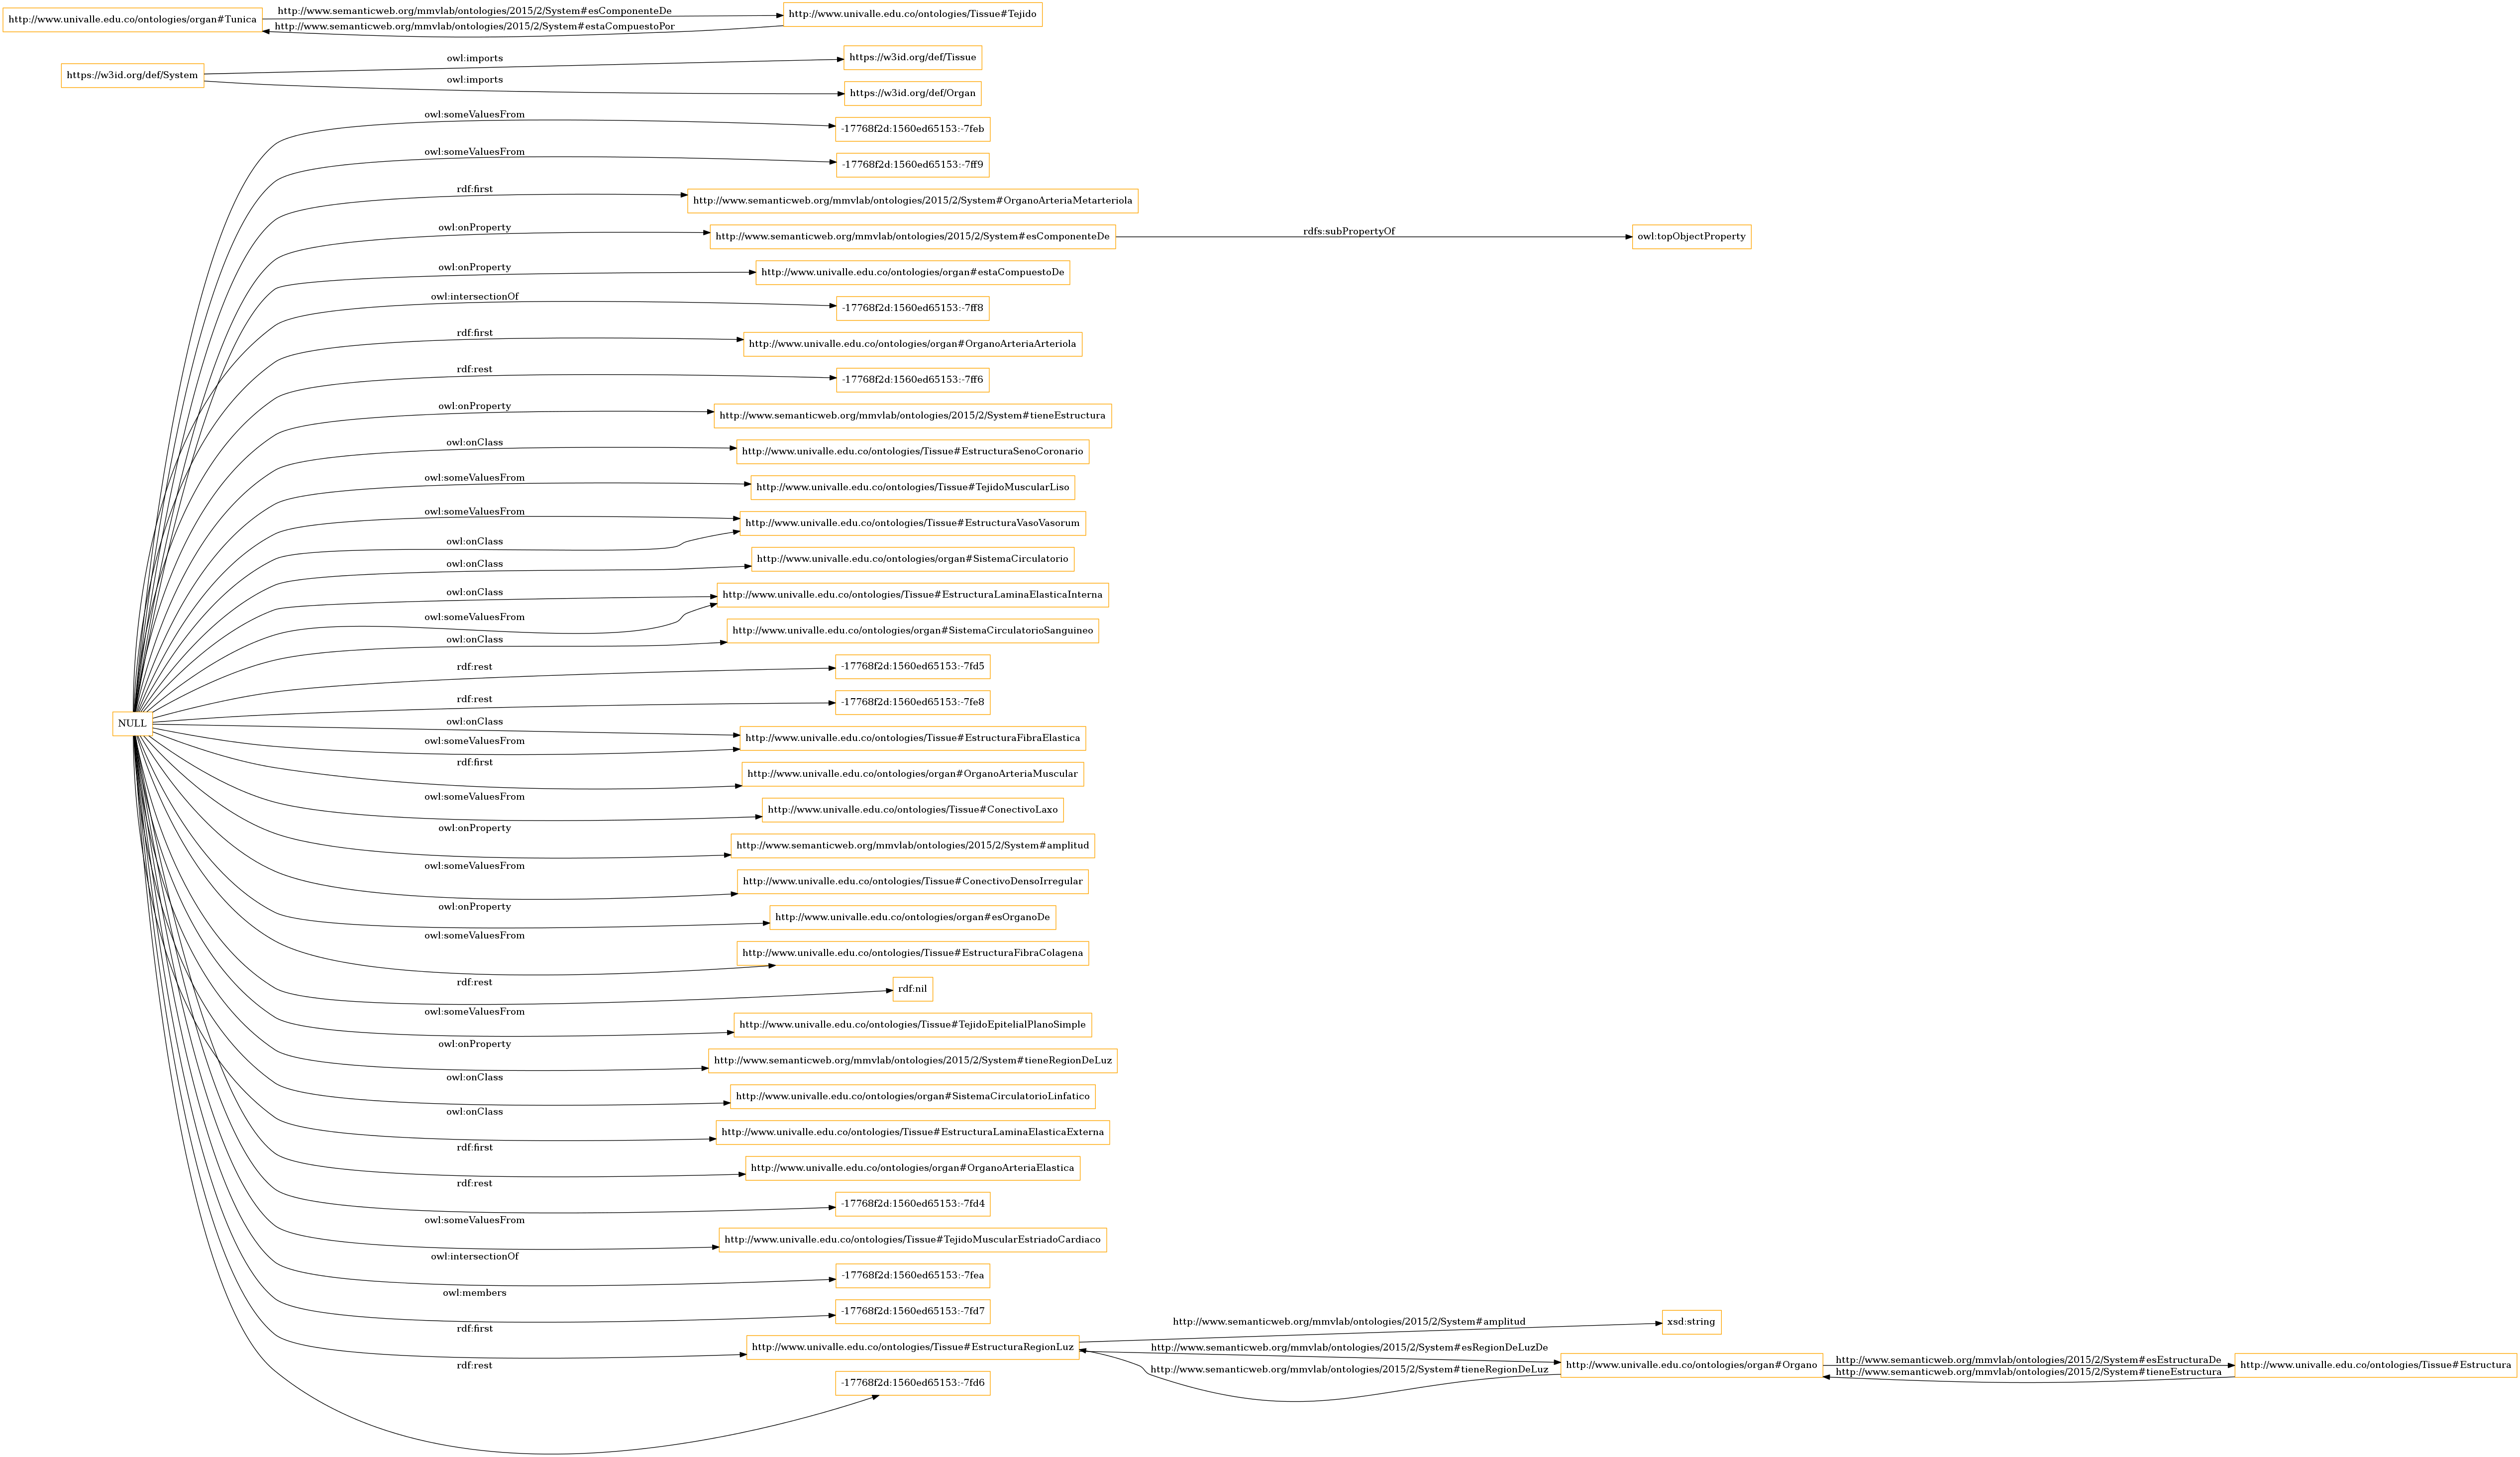 http://www.semanticweb.org/mmvlab/ontologies/2015/2/System#esComponenteDe
http://www.univalle.edu.co/ontologies/organ#Tunica
http://www.univalle.edu.co/ontologies/Tissue#Tejido
http://www.semanticweb.org/mmvlab/ontologies/2015/2/System#estaCompuestoPor
owl:imports
https://w3id.org/def/Tissue
https://w3id.org/def/System
owl:imports
https://w3id.org/def/Organ
owl:someValuesFrom
-17768f2d:1560ed65153:-7feb
owl:someValuesFrom
-17768f2d:1560ed65153:-7ff9
rdf:first
http://www.semanticweb.org/mmvlab/ontologies/2015/2/System#OrganoArteriaMetarteriola
owl:onProperty
http://www.semanticweb.org/mmvlab/ontologies/2015/2/System#esComponenteDe
rdfs:subPropertyOf
owl:topObjectProperty
owl:onProperty
http://www.univalle.edu.co/ontologies/organ#estaCompuestoDe
owl:intersectionOf
-17768f2d:1560ed65153:-7ff8
rdf:first
http://www.univalle.edu.co/ontologies/organ#OrganoArteriaArteriola
rdf:rest
-17768f2d:1560ed65153:-7ff6
owl:onProperty
http://www.semanticweb.org/mmvlab/ontologies/2015/2/System#tieneEstructura
owl:onClass
http://www.univalle.edu.co/ontologies/Tissue#EstructuraSenoCoronario
owl:someValuesFrom
http://www.univalle.edu.co/ontologies/Tissue#TejidoMuscularLiso
owl:someValuesFrom
http://www.univalle.edu.co/ontologies/Tissue#EstructuraVasoVasorum
owl:onClass
owl:onClass
http://www.univalle.edu.co/ontologies/organ#SistemaCirculatorio
owl:onClass
http://www.univalle.edu.co/ontologies/Tissue#EstructuraLaminaElasticaInterna
owl:someValuesFrom
owl:onClass
http://www.univalle.edu.co/ontologies/organ#SistemaCirculatorioSanguineo
rdf:rest
-17768f2d:1560ed65153:-7fd5
rdf:rest
-17768f2d:1560ed65153:-7fe8
NULL
owl:onClass
http://www.univalle.edu.co/ontologies/Tissue#EstructuraFibraElastica
owl:someValuesFrom
rdf:first
http://www.univalle.edu.co/ontologies/organ#OrganoArteriaMuscular
owl:someValuesFrom
http://www.univalle.edu.co/ontologies/Tissue#ConectivoLaxo
owl:onProperty
http://www.semanticweb.org/mmvlab/ontologies/2015/2/System#amplitud
owl:someValuesFrom
http://www.univalle.edu.co/ontologies/Tissue#ConectivoDensoIrregular
owl:onProperty
http://www.univalle.edu.co/ontologies/organ#esOrganoDe
owl:someValuesFrom
http://www.univalle.edu.co/ontologies/Tissue#EstructuraFibraColagena
rdf:rest
rdf:nil
owl:someValuesFrom
http://www.univalle.edu.co/ontologies/Tissue#TejidoEpitelialPlanoSimple
owl:onProperty
http://www.semanticweb.org/mmvlab/ontologies/2015/2/System#tieneRegionDeLuz
owl:onClass
http://www.univalle.edu.co/ontologies/organ#SistemaCirculatorioLinfatico
owl:onClass
http://www.univalle.edu.co/ontologies/Tissue#EstructuraLaminaElasticaExterna
rdf:first
http://www.univalle.edu.co/ontologies/organ#OrganoArteriaElastica
rdf:rest
-17768f2d:1560ed65153:-7fd4
owl:someValuesFrom
http://www.univalle.edu.co/ontologies/Tissue#TejidoMuscularEstriadoCardiaco
owl:intersectionOf
-17768f2d:1560ed65153:-7fea
owl:members
-17768f2d:1560ed65153:-7fd7
rdf:first
http://www.univalle.edu.co/ontologies/Tissue#EstructuraRegionLuz
http://www.semanticweb.org/mmvlab/ontologies/2015/2/System#amplitud
xsd:string
http://www.semanticweb.org/mmvlab/ontologies/2015/2/System#esRegionDeLuzDe
http://www.semanticweb.org/mmvlab/ontologies/2015/2/System#tieneRegionDeLuz
http://www.univalle.edu.co/ontologies/organ#Organo
http://www.semanticweb.org/mmvlab/ontologies/2015/2/System#esEstructuraDe
http://www.semanticweb.org/mmvlab/ontologies/2015/2/System#tieneEstructura
http://www.univalle.edu.co/ontologies/Tissue#Estructura
rdf:rest
-17768f2d:1560ed65153:-7fd6